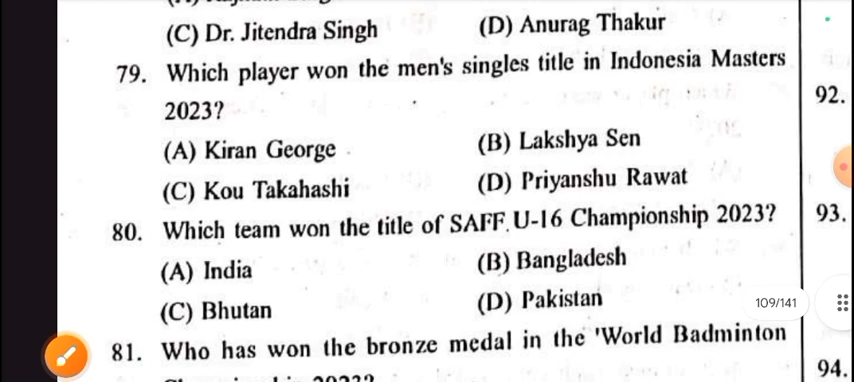 (C) Dr. Jitendra Singh (D) Anurag Thakur
79. Which player won the men's singles title in Indonesia Masters
2023?
92.
(A) Kiran George (B) Lakshya Sen
(C) Kou Takahashi (D) Priyanshu Rawat
80. Which team won the title of SAFF U-16 Championship 2023?
93.
(A) India (B) Bangladesh
(C) Bhutan (D) Pakistan
109/141
81. Who has won the bronze medal in the 'World Badminton
94.